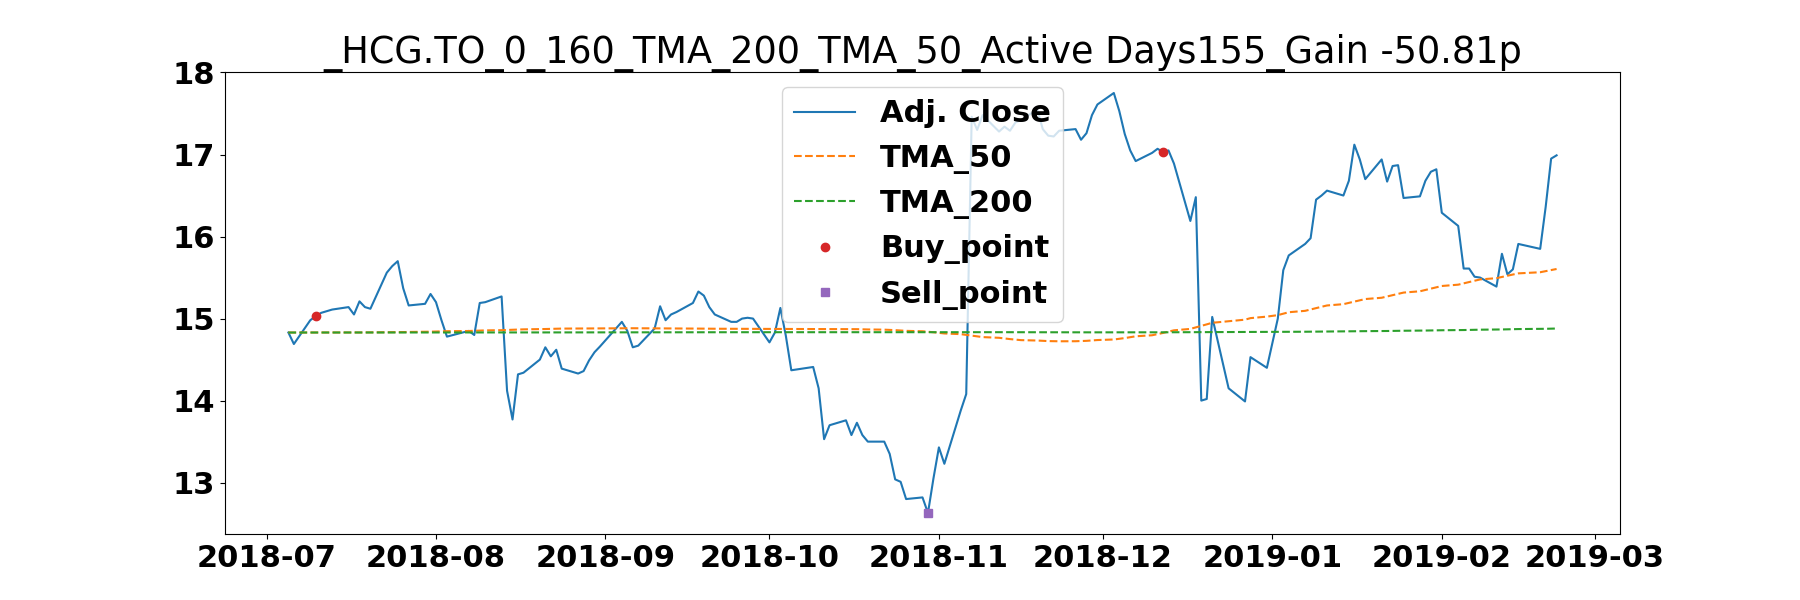 _HCG.TO_0_160_TMA_200_TMA_50_Active Days155_Gain -50.81p
18
17
16
15
14
13
Adj. Close
TMA_50
TMA_200
Buy_point
Sell_point
2018-07 2018-08 2018-09 2018-10 2018-11 2018-12 2019-01 2019-02 2019-03